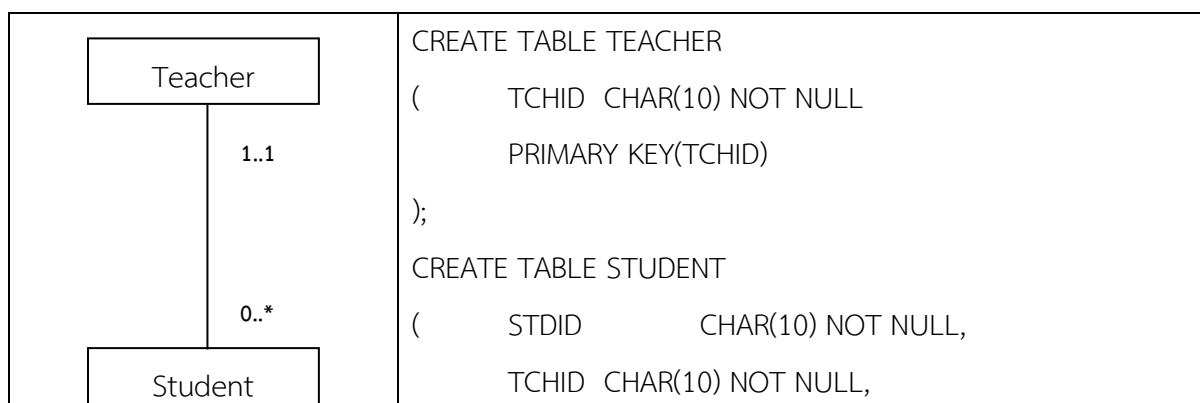 Teacher
1..1
0..*
Student
CREATE TABLE TEACHER
( TCHID CHAR(10) NOT NULL
PRIMARY KEY(TCHID)
);
CREATE TABLE STUDENT
( STDID CHAR(10) NOT NULL,
TCHID CHAR(10) NOT NULL,